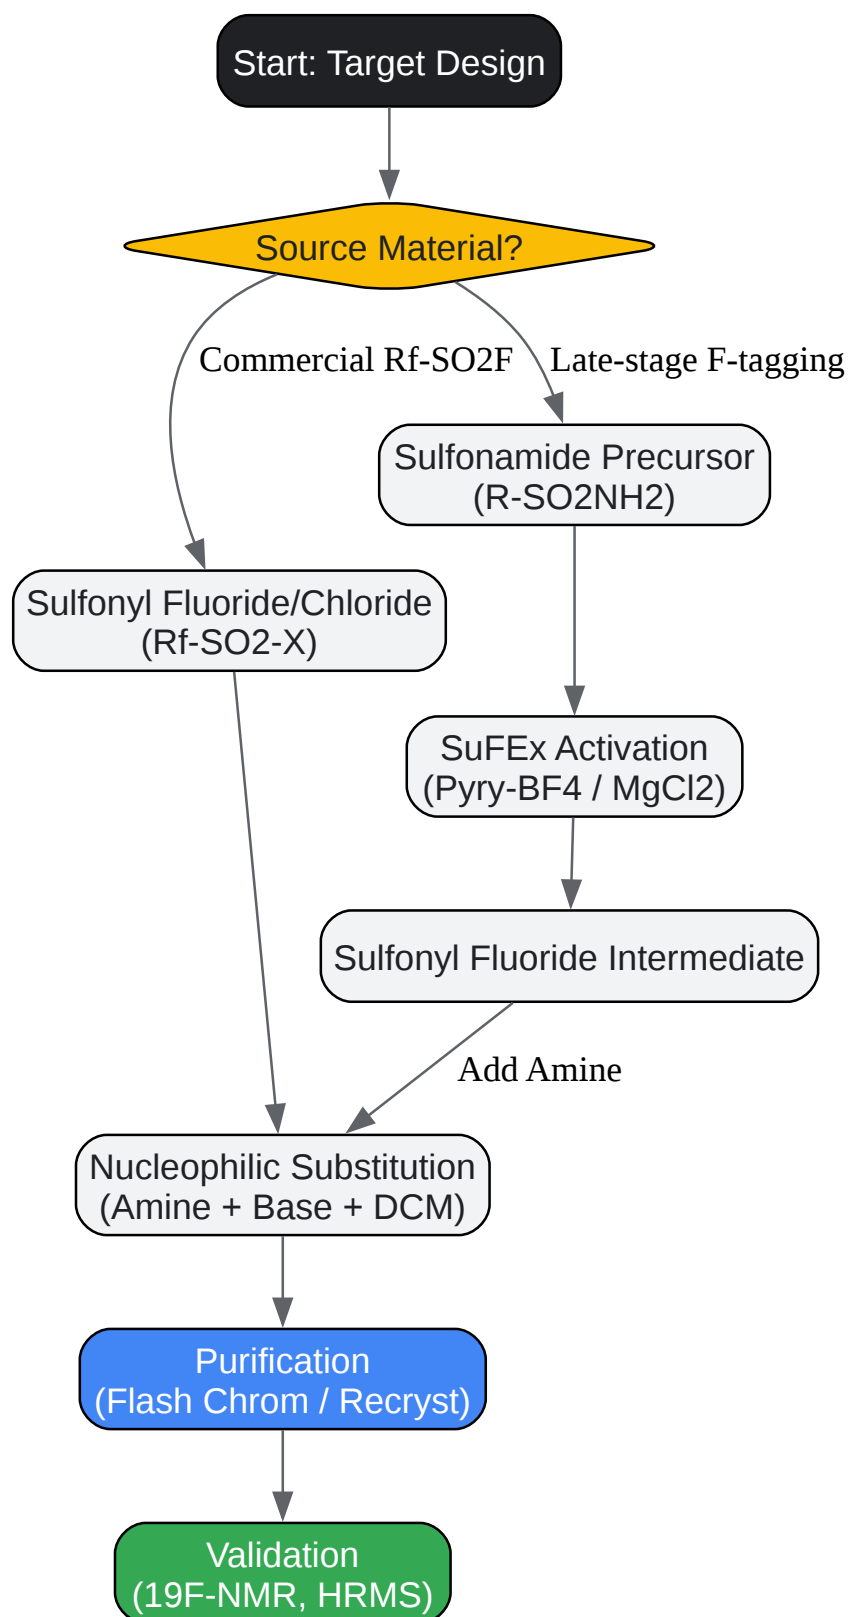 Start: Target Design
Source Material?
Commercial Rf-SO2F
Late-stage F-tagging
Sulfonamide Precursor
(R-SO2NH2)
Sulfonyl Fluoride/Chloride
(Rf-SO2-X)
SuFEx Activation
(Pyry-BF4 / MgCl2)
Sulfonyl Fluoride Intermediate
Add Amine
Nucleophilic Substitution
(Amine + Base + DCM)
Purification
(Flash Chrom / Recryst)
Validation
(19F-NMR, HRMS)